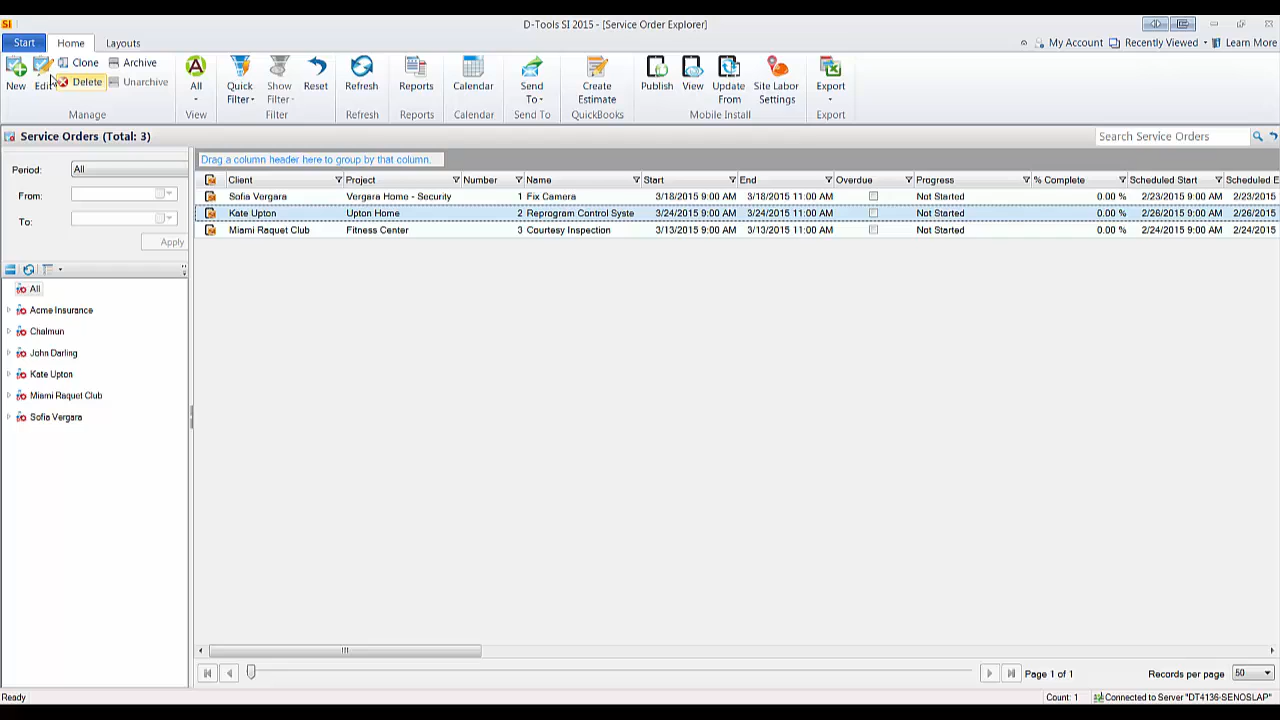 SI
D-Tools SI 2015 - [Service Order Explorer]
Start Home Layouts
My Account Recently Viewed Learn More
New Edit Clone Delete Archive Unarchive
All Quick Filter Show Filter Reset Refresh Reports Calendar Send To Create Estimate Publish View Update From Site Labor Settings Export
Manage View Filter Refresh Reports Calendar Send To QuickBooks Mobile Install Export
Service Orders (Total: 3)
Search Service Orders
Period: All
From:
To:
Apply
All
Acme Insurance
Chalmun
John Darling
Kate Upton
Miami Raquet Club
Sofia Vergara
Drag a column header here to group by that column.
Client Project Number Name Start End Overdue Progress % Complete Scheduled Start Scheduled E
Sofia Vergara Vergara Home - Security 1 Fix Camera 3/18/2015 9:00 AM 3/18/2015 11:00 AM Not Started 0.00 % 2/23/2015 9:00 AM 2/23/2015
Kate Upton Upton Home 2 Reprogram Control Syste 3/24/2015 9:00 AM 3/24/2015 11:00 AM Not Started 0.00 % 2/26/2015 9:00 AM 2/26/2015
Miami Raquet Club Fitness Center 3 Courtesy Inspection 3/13/2015 9:00 AM 3/13/2015 11:00 AM Not Started 0.00 % 2/24/2015 9:00 AM 2/24/2015
Page 1 of 1 Records per page 50
Ready Count: 1 Connected to Server "DT4136-SENOSLAP"